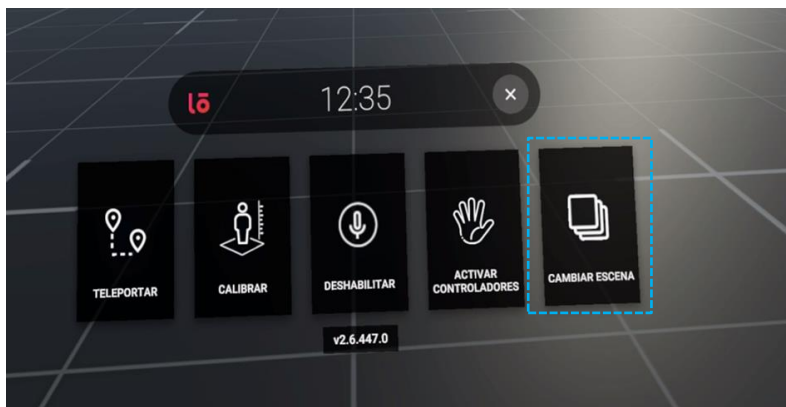 lō
12:35
TELEPORTAR
CALIBRAR
DESHABILITAR
ACTIVAR
CONTROLADORES
CAMBIAR ESCENA
v2.6.447.0